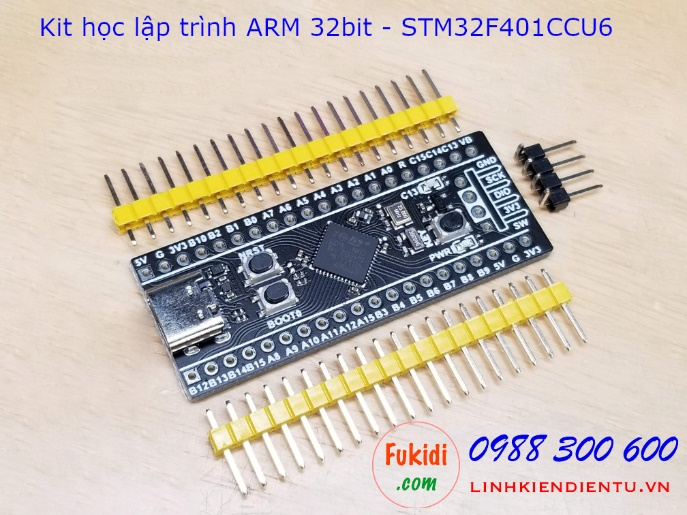 Kit học lập trình ARM 32bit - STM32F401CCU6
5V G 3V3 B10 B2 B1 B0 A7 A6 A5 A4 A3 A2 A1 A0 R C15 C14 C13 VB
GND
SCK
DIO
3V3
C13
SW
PWR
NRST
BOOT0
B12 B13 B14 B15 A8 A9 A10 A11 A12 A15 B3 B4 B5 B6 B7 B8 B9 5V G 3V3
Fukidi
.com
0988 300 600
LINHKIENDIENTU.VN